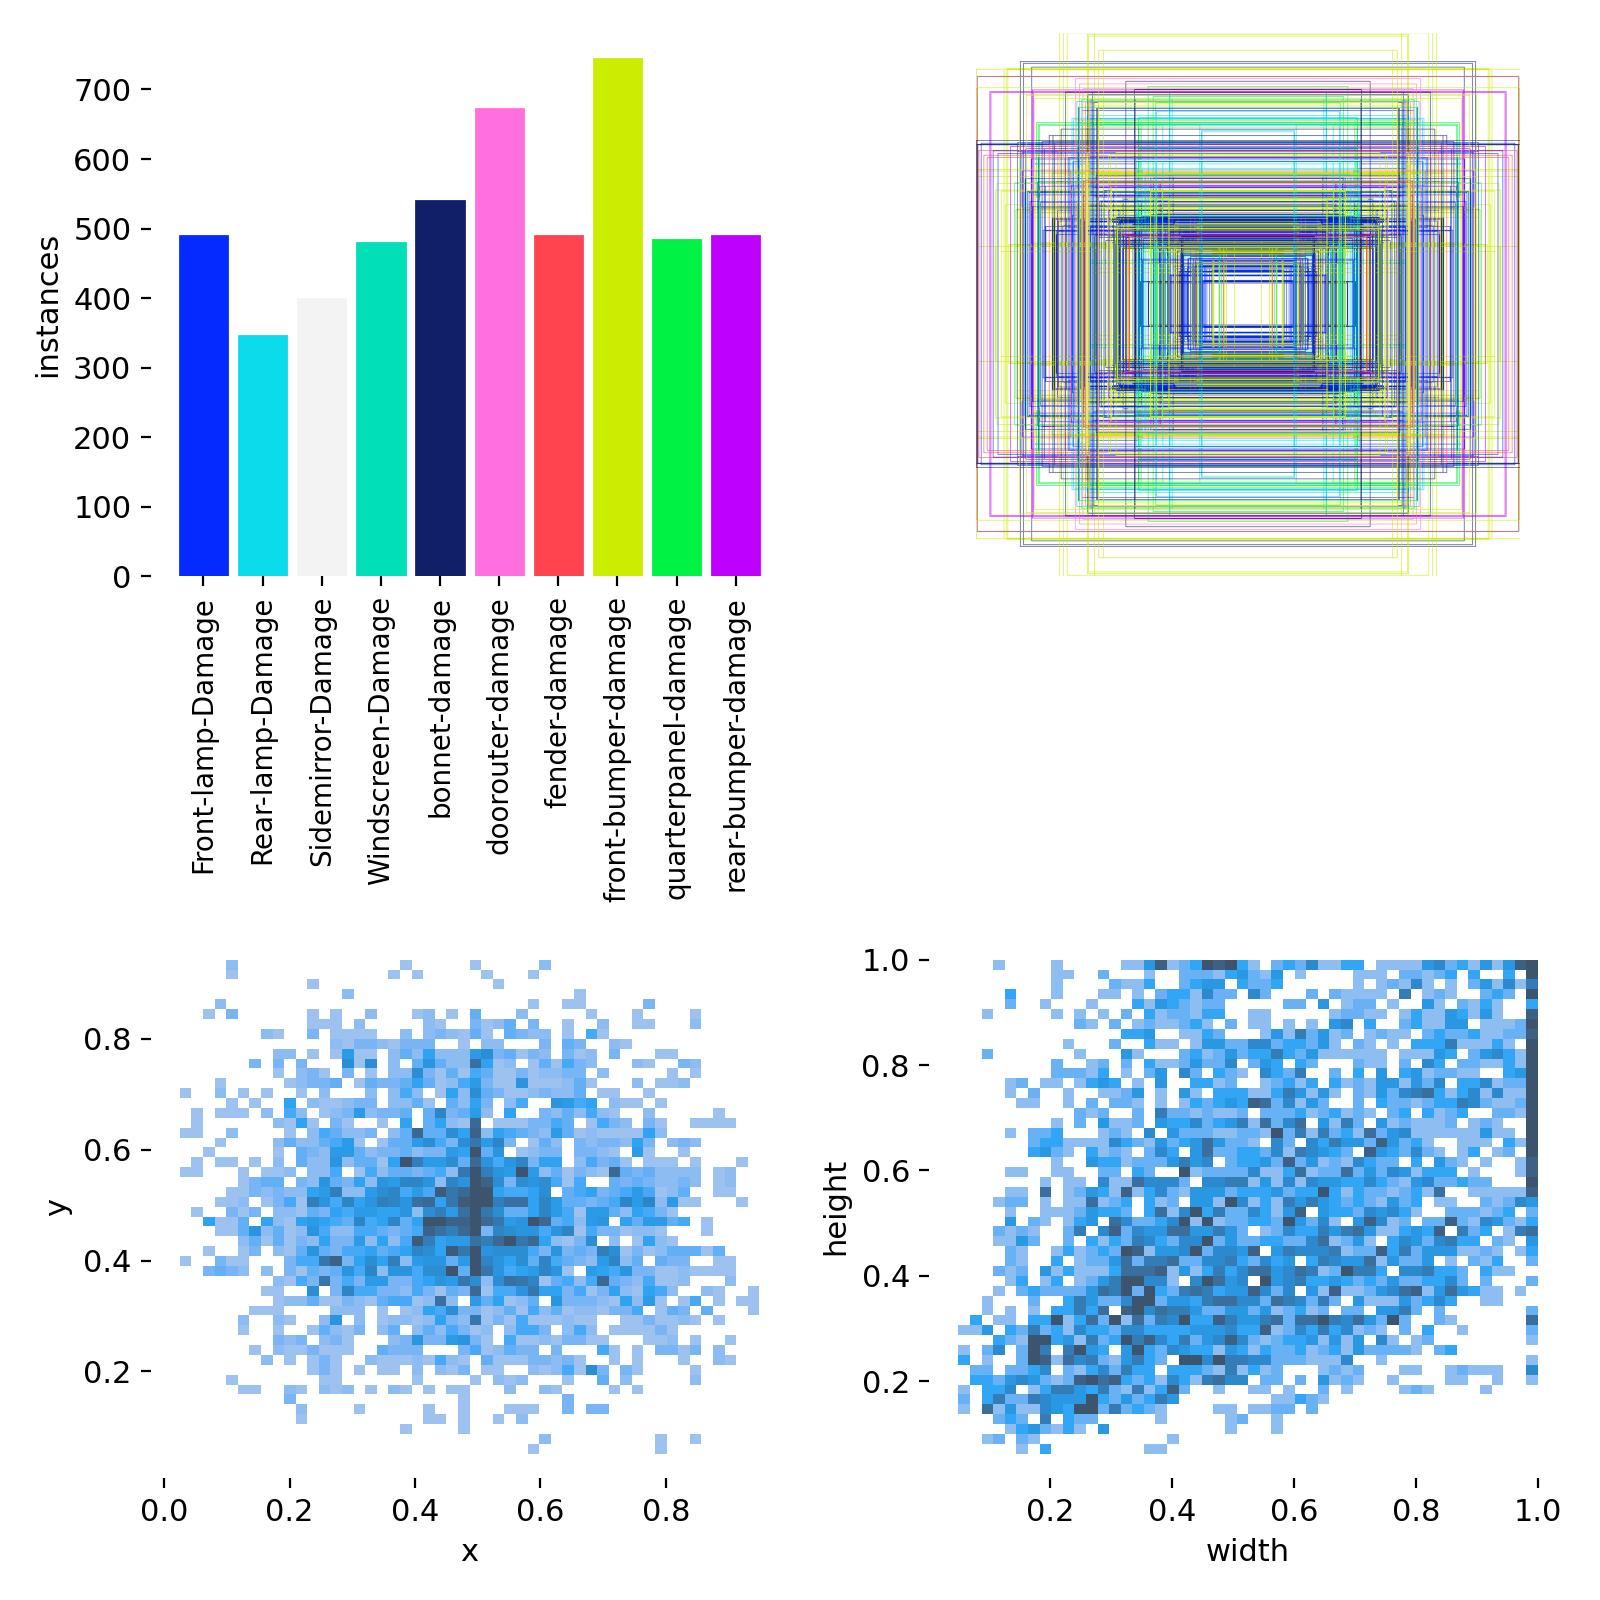 instances
700
600
500
400
300
200
100
0
Front-lamp-Damage
Rear-lamp-Damage
Sidemirror-Damage
Windscreen-Damage
bonnet-damage
doorouter-damage
fender-damage
front-bumper-damage
quarterpanel-damage
rear-bumper-damage
y
0.8
0.6
0.4
0.2
0.0 0.2 0.4 0.6 0.8
x
height
1.0
0.8
0.6
0.4
0.2
0.2 0.4 0.6 0.8 1.0
width